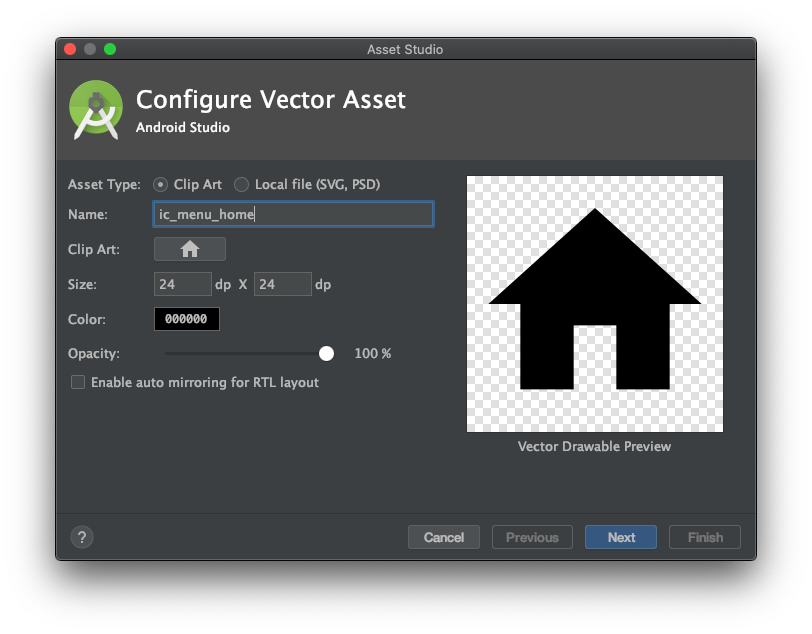 Asset Studio
Configure Vector Asset
Android Studio
Asset Type: Clip Art Local file (SVG, PSD)
Name: ic_menu_home
Clip Art:
Size: 24 dp X 24 dp
Color: 000000
Opacity: 100 %
Enable auto mirroring for RTL layout
Vector Drawable Preview
? Cancel Previous Next Finish